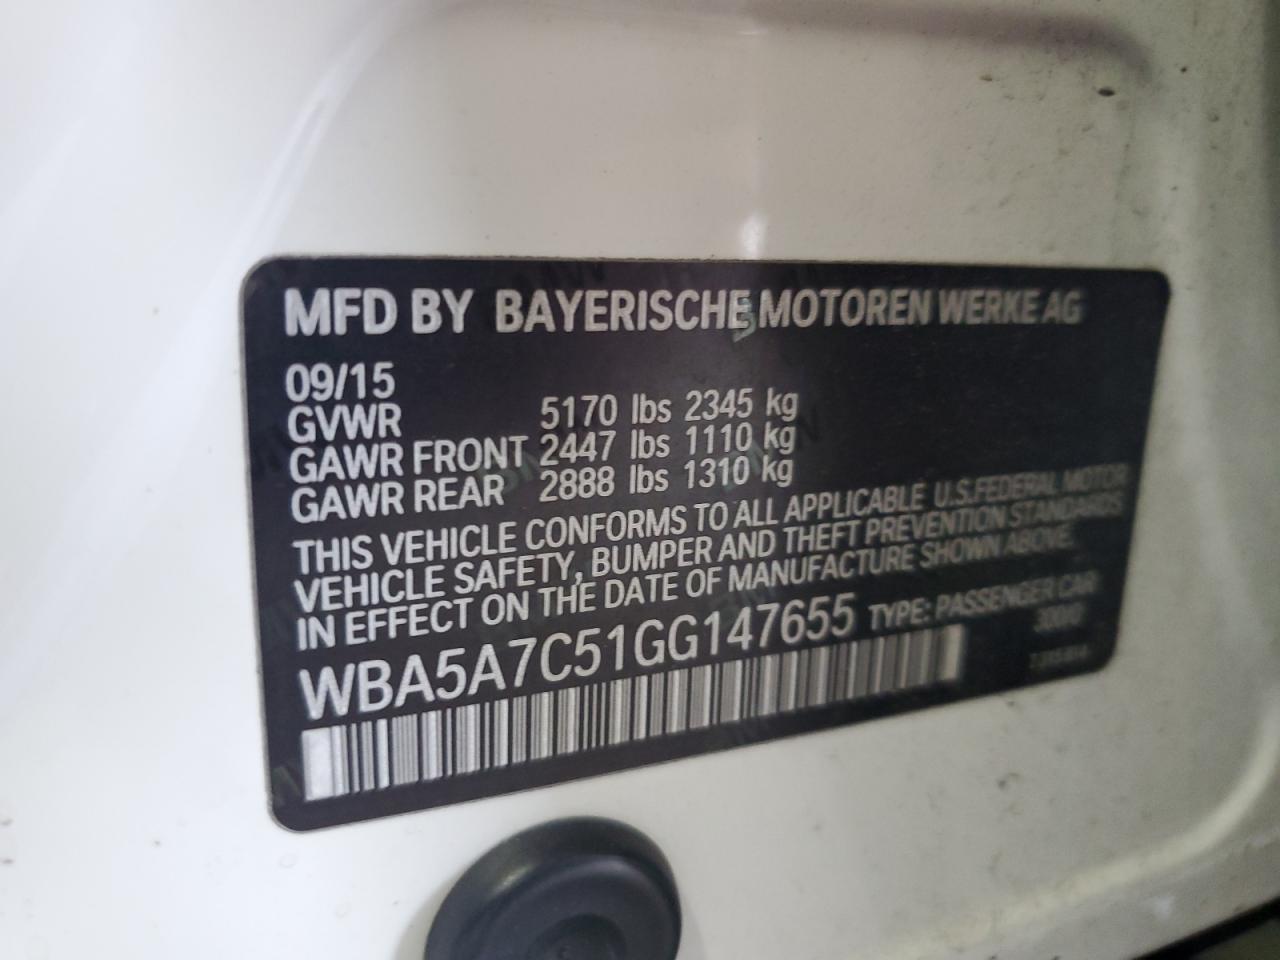 MFD BY BAYERISCHE MOTOREN WERKE AG
09/15
GVWR 5170 lbs 2345 kg
GAWR FRONT 2447 lbs 1110 kg
GAWR REAR 2888 lbs 1310 kg
THIS VEHICLE CONFORMS TO ALL APPLICABLE U.S.FEDERAL MOTOR
VEHICLE SAFETY, BUMPER AND THEFT PREVENTION STANDARDS
IN EFFECT ON THE DATE OF MANUFACTURE SHOWN ABOVE.
WBA5A7C51GG147655 TYPE: PASSENGER CAR